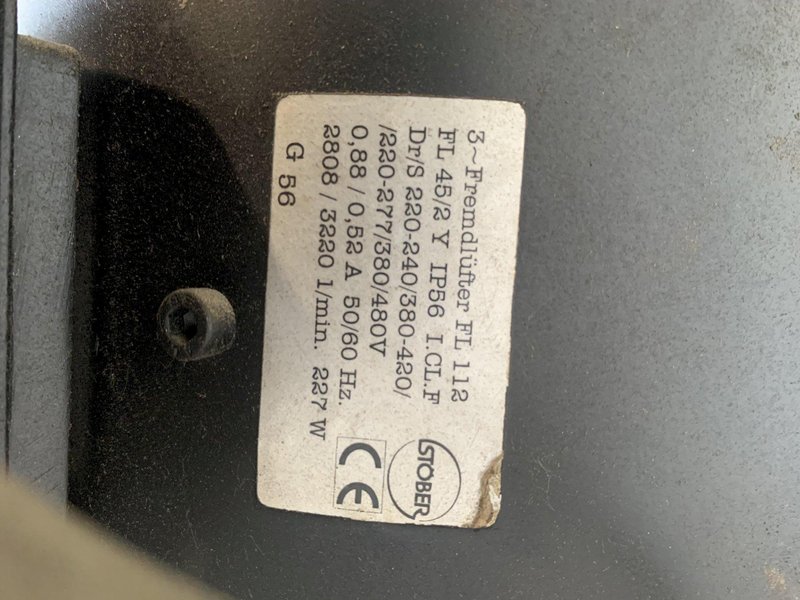 3~Fremdlüfter FL 112
FL 45/2 Y IP56 I.CL.F
Dr/S 220-240/380-420/
/220-277/380/480V
0,88 / 0,52 A 50/60 Hz.
2808 / 3220 1/min. 227 W
G 56
STÖBER
CE